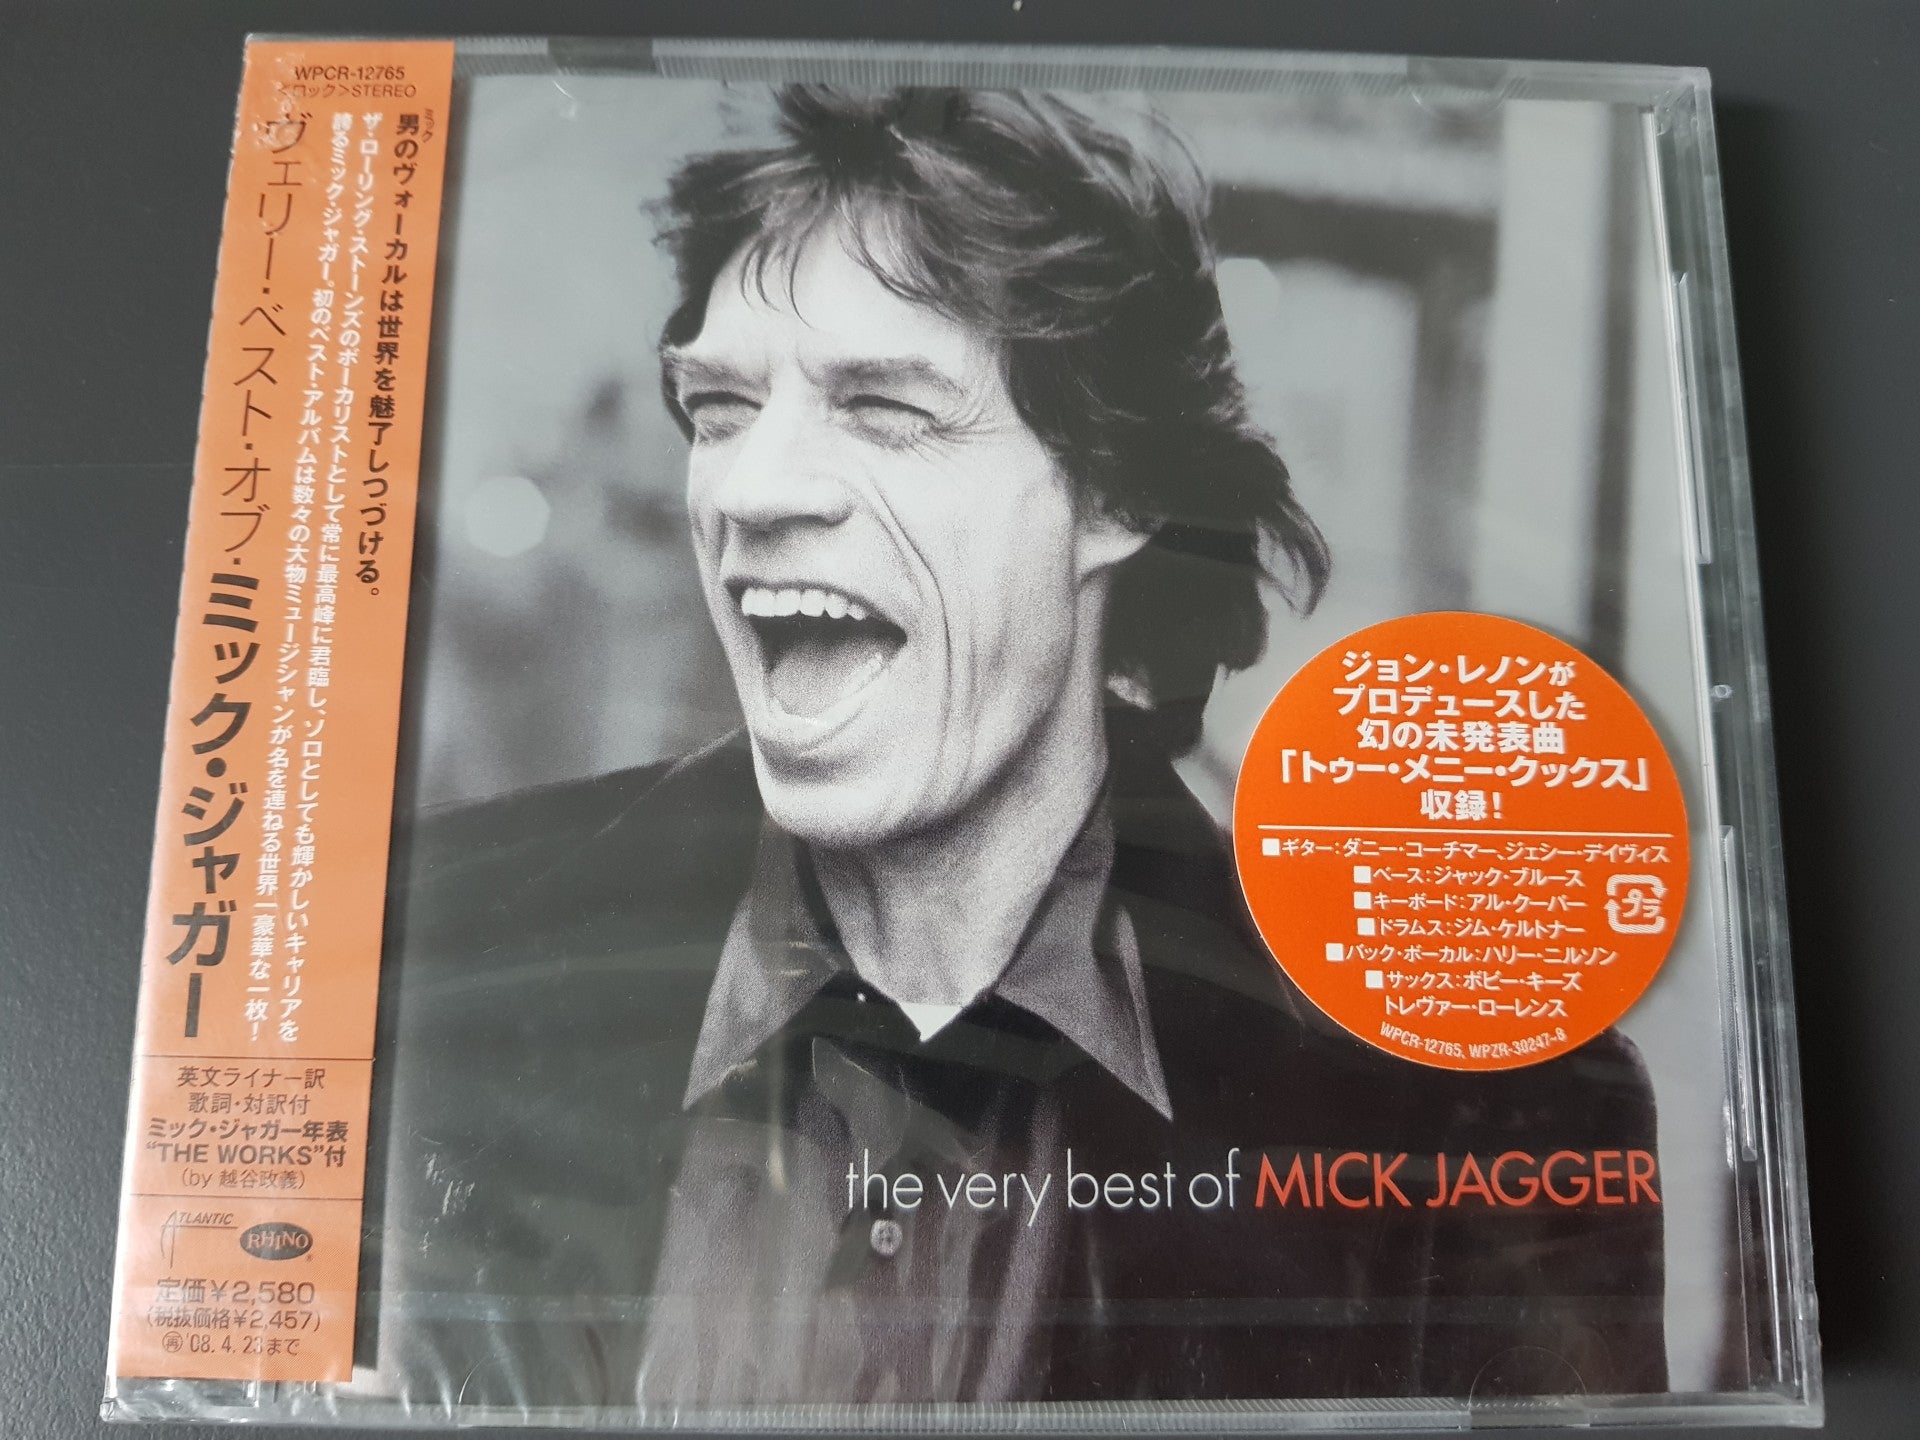 WPCR-12765
<ロック>STEREO
ミック
男のヴォーカルは世界を魅了しつづける。
ザ・ローリング・ストーンズのボーカリストとして常に最高峰に君臨し、ソロとしても輝かしいキャリアを
誇るミック・ジャガー。初のベスト・アルバムは数々の大物ミュージシャンが名を連ねる世界一豪華な一枚!
ヴェリー・ベスト・オブ・ミック・ジャガー
英文ライナー訳
歌詞・対訳付
ミック・ジャガー年表
“THE WORKS”付
(by 越谷政義)
ATLANTIC
RHINO
定価¥2,580
(税抜価格¥2,457)
再'08.4.23まで
ジョン・レノンが
プロデュースした
幻の未発表曲
「トゥー・メニー・クックス」
収録!
■ギター:ダニー・コーチマー、ジェシー・デイヴィス
■ベース:ジャック・ブルース
■キーボード:アル・クーパー
■ドラムス:ジム・ケルトナー
■バック・ボーカル:ハリー・ニルソン
■サックス:ボビー・キーズ
トレヴァー・ローレンス
プラ
WPCR-12765、WPZR-30247~8
the very best of MICK JAGGER